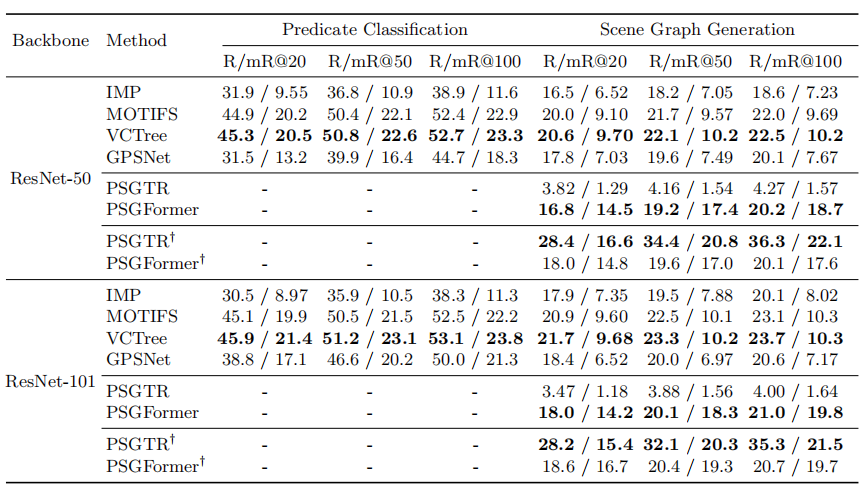 Backbone Method Predicate Classification Scene Graph Generation
R/mR@20 R/mR@50 R/mR@100 R/mR@20 R/mR@50 R/mR@100
ResNet-50
IMP 31.9 / 9.55 36.8 / 10.9 38.9 / 11.6 16.5 / 6.52 18.2 / 7.05 18.6 / 7.23
MOTIFS 44.9 / 20.2 50.4 / 22.1 52.4 / 22.9 20.0 / 9.10 21.7 / 9.57 22.0 / 9.69
VCTree 45.3 / 20.5 50.8 / 22.6 52.7 / 23.3 20.6 / 9.70 22.1 / 10.2 22.5 / 10.2
GPSNet 31.5 / 13.2 39.9 / 16.4 44.7 / 18.3 17.8 / 7.03 19.6 / 7.49 20.1 / 7.67
PSGTR - - - 3.82 / 1.29 4.16 / 1.54 4.27 / 1.57
PSGFormer - - - 16.8 / 14.5 19.2 / 17.4 20.2 / 18.7
PSGTR† - - - 28.4 / 16.6 34.4 / 20.8 36.3 / 22.1
PSGFormer† - - - 18.0 / 14.8 19.6 / 17.0 20.1 / 17.6
ResNet-101
IMP 30.5 / 8.97 35.9 / 10.5 38.3 / 11.3 17.9 / 7.35 19.5 / 7.88 20.1 / 8.02
MOTIFS 45.1 / 19.9 50.5 / 21.5 52.5 / 22.2 20.9 / 9.60 22.5 / 10.1 23.1 / 10.3
VCTree 45.9 / 21.4 51.2 / 23.1 53.1 / 23.8 21.7 / 9.68 23.3 / 10.2 23.7 / 10.3
GPSNet 38.8 / 17.1 46.6 / 20.2 50.0 / 21.3 18.4 / 6.52 20.0 / 6.97 20.6 / 7.17
PSGTR - - - 3.47 / 1.18 3.88 / 1.56 4.00 / 1.64
PSGFormer - - - 18.0 / 14.2 20.1 / 18.3 21.0 / 19.8
PSGTR† - - - 28.2 / 15.4 32.1 / 20.3 35.3 / 21.5
PSGFormer† - - - 18.6 / 16.7 20.4 / 19.3 20.7 / 19.7